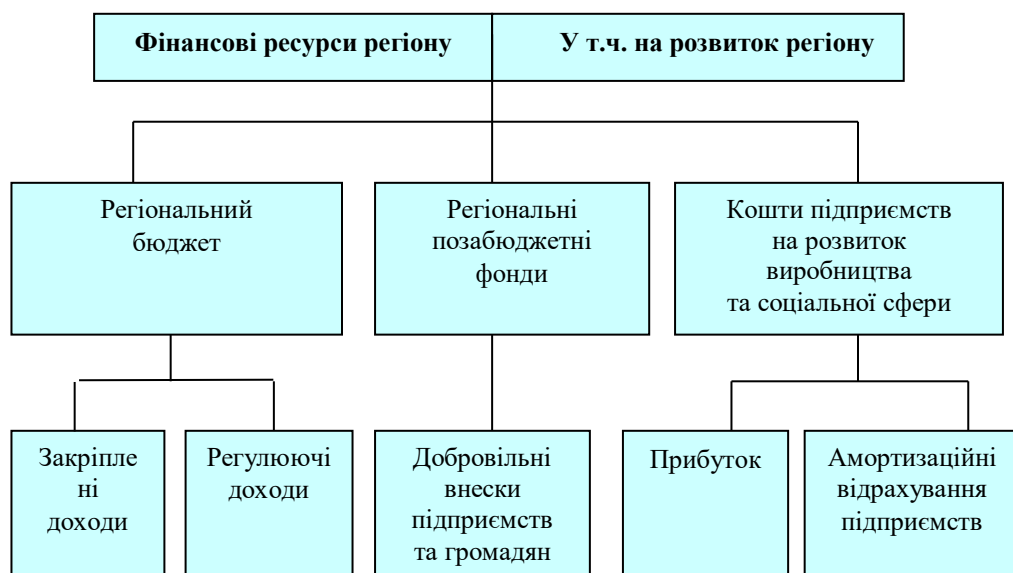 Фінансові ресурси регіону
У т.ч. на розвиток регіону
Регіональний
бюджет
Регіональні
позабюджетні
фонди
Кошти підприємств
на розвиток
виробництва
та соціальної сфери
Закріпле
ні
доходи
Регулюючі
доходи
Добровільні
внески
підприємств
та громадян
Прибуток
Амортизаційні
відрахування
підприємств